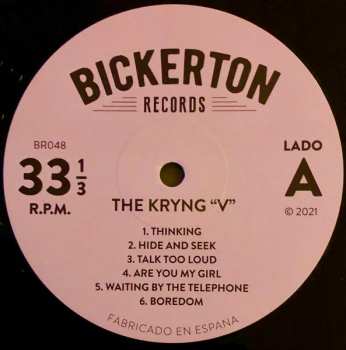 BICKERTON
RECORDS
BR048
33 1/3
R.P.M.
LADO
A
© 2021
THE KRYNG “V”
1. THINKING
2. HIDE AND SEEK
3. TALK TOO LOUD
4. ARE YOU MY GIRL
5. WAITING BY THE TELEPHONE
6. BOREDOM
FABRICADO EN ESPAÑA